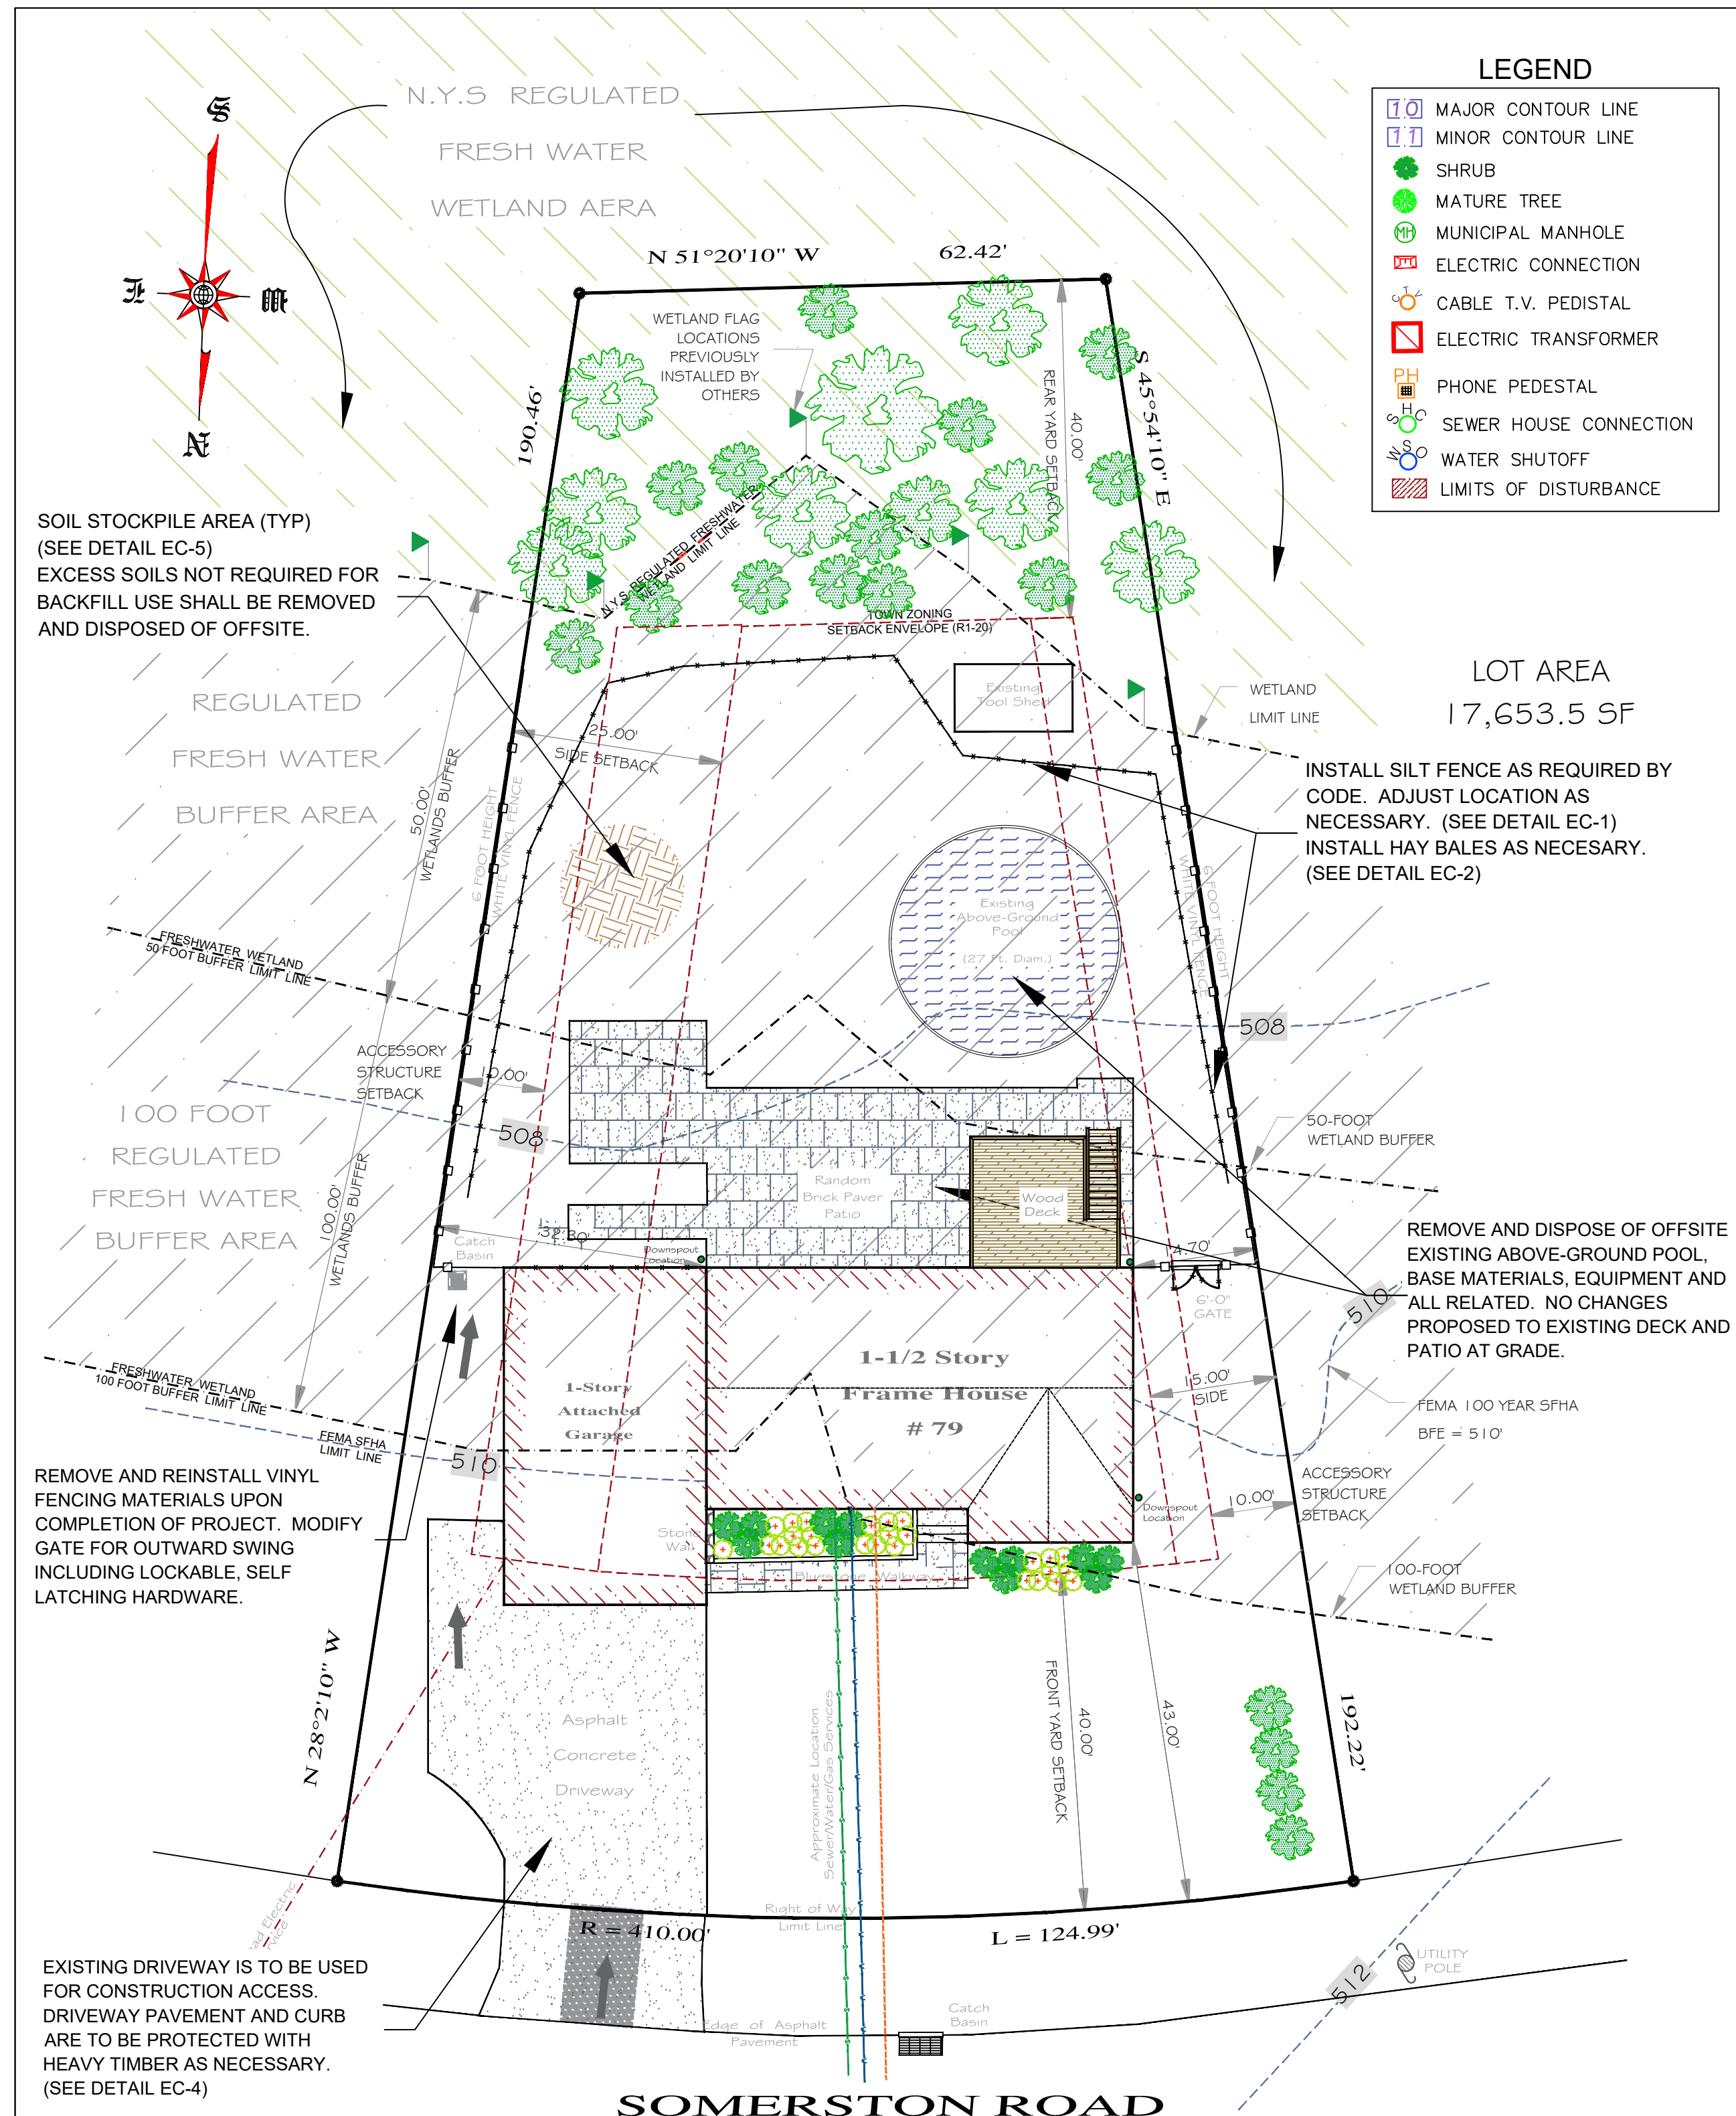 LEGEND
10 MAJOR CONTOUR LINE
11 MINOR CONTOUR LINE
SHRUB
MATURE TREE
MH MUNICIPAL MANHOLE
ELECTRIC CONNECTION
CTV CABLE T.V. PEDISTAL
ELECTRIC TRANSFORMER
PH PHONE PEDESTAL
SHC SEWER HOUSE CONNECTION
WSO WATER SHUTOFF
LIMITS OF DISTURBANCE
N.Y.S REGULATED
FRESH WATER
WETLAND AERA
S
E
W
N
N 51°20'10" W 62.42'
190.46'
S 45°54'10" E
WETLAND FLAG
LOCATIONS
PREVIOUSLY
INSTALLED BY
OTHERS
REAR YARD SETBACK
40.00'
N.Y.S. REGULATED FRESHWATER
WETLAND LIMIT LINE
SOIL STOCKPILE AREA (TYP)
(SEE DETAIL EC-5)
EXCESS SOILS NOT REQUIRED FOR
BACKFILL USE SHALL BE REMOVED
AND DISPOSED OF OFFSITE.
TOWN ZONING
SETBACK ENVELOPE (R1-20)
LOT AREA
17,653.5 SF
REGULATED
FRESH WATER
BUFFER AREA
Existing
Tool Shed
WETLAND
LIMIT LINE
25.00'
SIDE SETBACK
50.00'
WETLANDS BUFFER
6 FOOT HEIGHT
WHITE VINYL FENCE
INSTALL SILT FENCE AS REQUIRED BY
CODE. ADJUST LOCATION AS
NECESSARY. (SEE DETAIL EC-1)
INSTALL HAY BALES AS NECESARY.
(SEE DETAIL EC-2)
6 FOOT HEIGHT
WHITE VINYL FENCE
Existing
Above-Ground
Pool
(27 Ft. Diam.)
FRESHWATER WETLAND
50 FOOT BUFFER LIMIT LINE
508
ACCESSORY
STRUCTURE
SETBACK
10.00'
508
50-FOOT
WETLAND BUFFER
100 FOOT
REGULATED
FRESH WATER
BUFFER AREA
100.00'
WETLANDS BUFFER
Random
Brick Paver
Patio
Wood
Deck
Catch
Basin
32.30'
Downspout
Location
14.70'
6'-0"
GATE
REMOVE AND DISPOSE OF OFFSITE
EXISTING ABOVE-GROUND POOL,
BASE MATERIALS, EQUIPMENT AND
ALL RELATED. NO CHANGES
PROPOSED TO EXISTING DECK AND
PATIO AT GRADE.
510
1-1/2 Story
Frame House
# 79
1-Story
Attached
Garage
15.00'
SIDE
FEMA 100 YEAR SFHA
BFE = 510'
FRESHWATER WETLAND
100 FOOT BUFFER LIMIT LINE
FEMA SFHA
LIMIT LINE
510
REMOVE AND REINSTALL VINYL
FENCING MATERIALS UPON
COMPLETION OF PROJECT. MODIFY
GATE FOR OUTWARD SWING
INCLUDING LOCKABLE, SELF
LATCHING HARDWARE.
ACCESSORY
STRUCTURE
SETBACK
10.00'
Downspout
Location
Stone
Wall
Bluestone Walkway
100-FOOT
WETLAND BUFFER
N 28°2'10" W
Asphalt
Concrete
Driveway
Approximate Location
Sewer/Water/Gas Services
FRONT YARD SETBACK
40.00'
43.00'
192.22'
Electric
Right of Way
Limit Line
R = 410.00'
L = 124.99'
EXISTING DRIVEWAY IS TO BE USED
FOR CONSTRUCTION ACCESS.
DRIVEWAY PAVEMENT AND CURB
ARE TO BE PROTECTED WITH
HEAVY TIMBER AS NECESSARY.
(SEE DETAIL EC-4)
UTILITY
POLE
512
Edge of Asphalt
Pavement
Catch
Basin
SOMERSTON ROAD